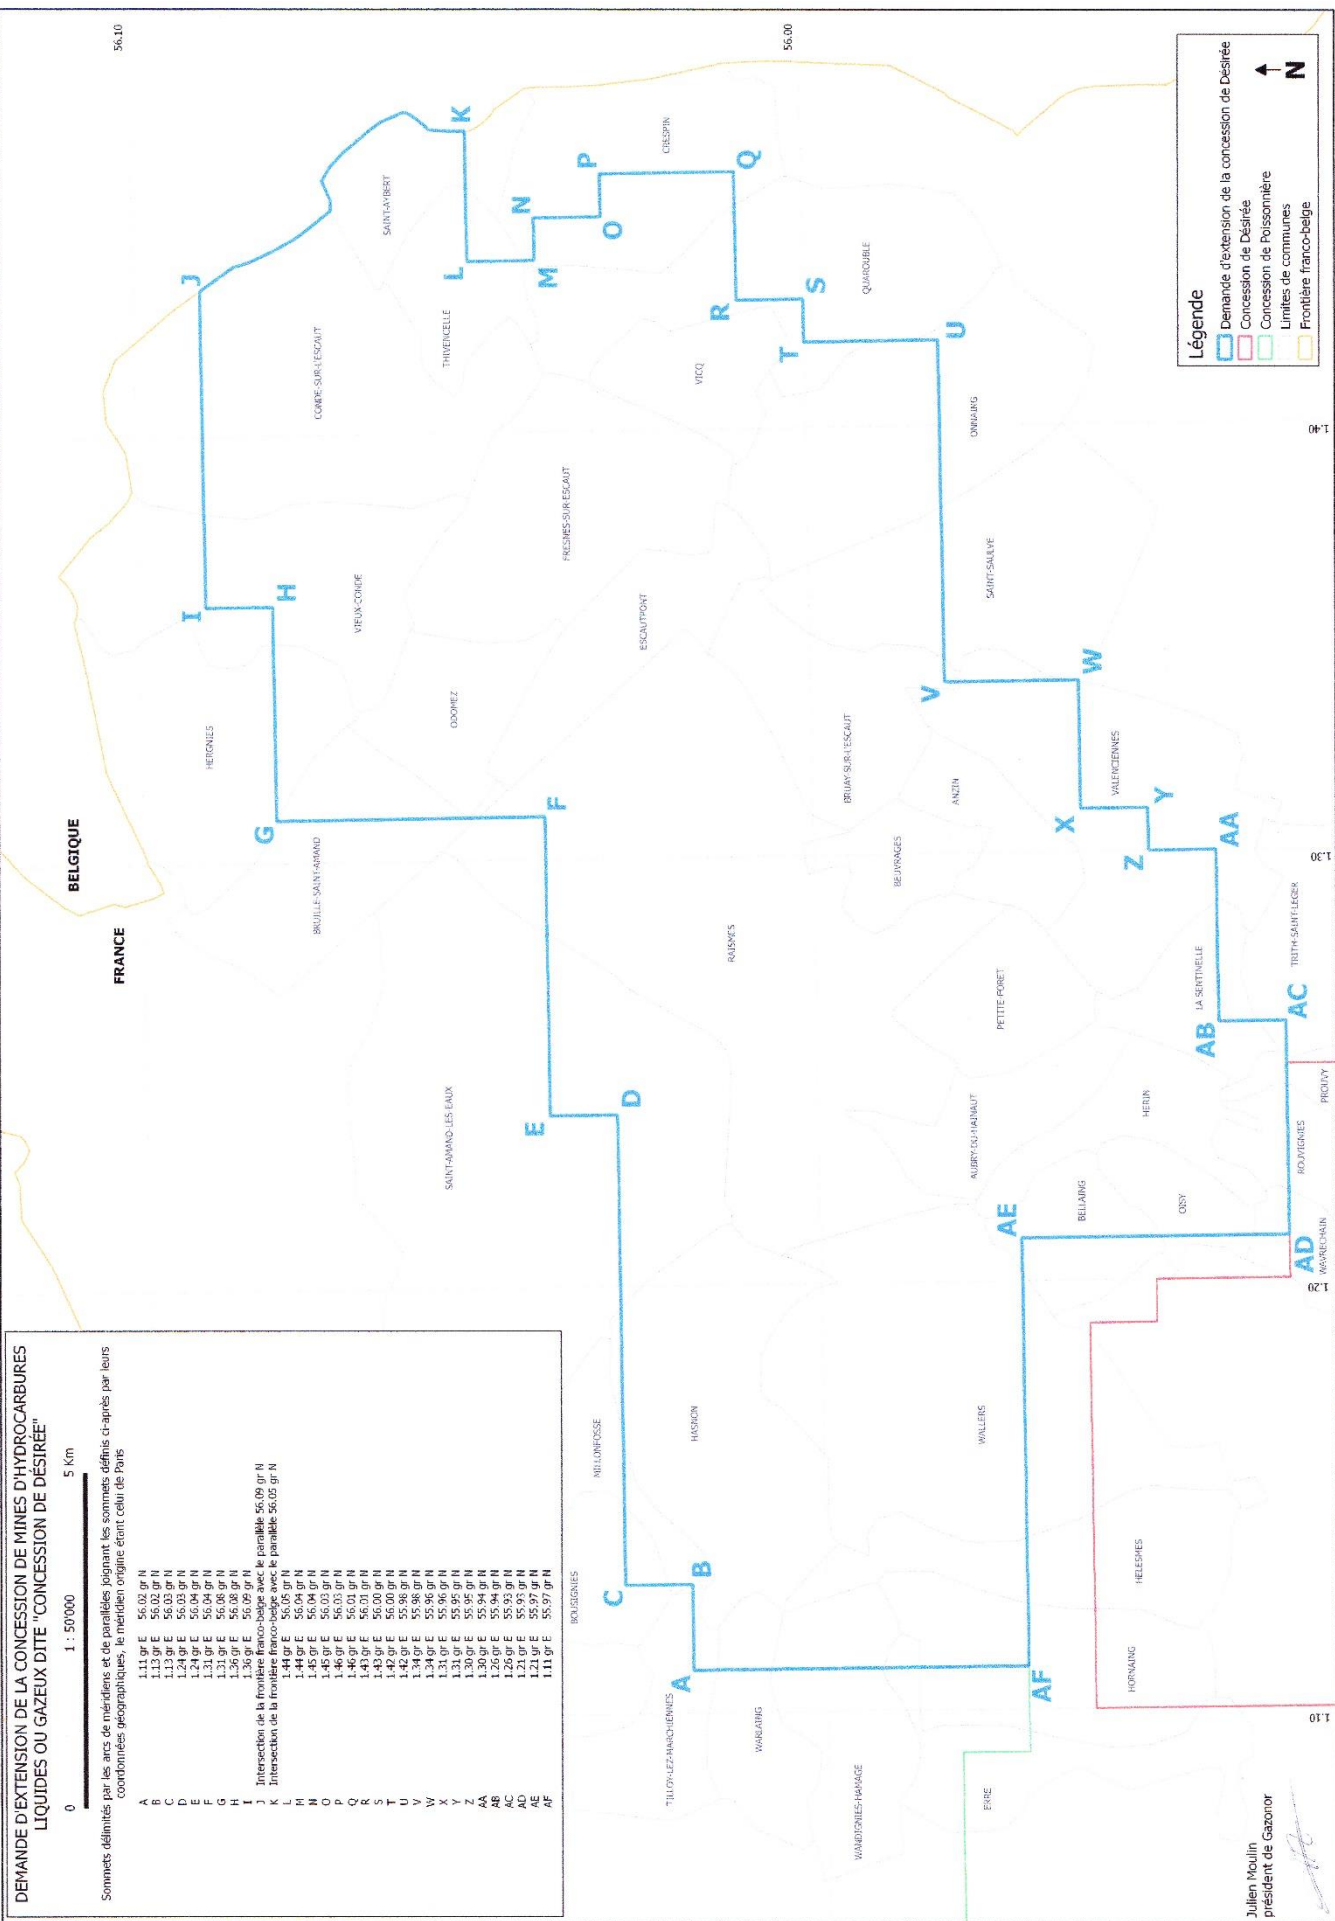 DEMANDE D'EXTENSION DE LA CONCESSION DE MINES D'HYDROCARBURES
LIQUIDES OU GAZEUX DITE "CONCESSION DE DÉSIRÉE"
0 1 : 50'000 5 Km
Sommets délimités par les arcs de méridiens et de parallèles joignant les sommets définis ci-après par leurs
coordonnées géographiques, le méridien origine étant celui de Paris
A 1.11 gr E 56.02 gr N
B 1.13 gr E 56.02 gr N
C 1.13 gr E 56.03 gr N
D 1.24 gr E 56.03 gr N
E 1.24 gr E 56.04 gr N
F 1.31 gr E 56.04 gr N
G 1.31 gr E 56.08 gr N
H 1.36 gr E 56.08 gr N
I 1.36 gr E 56.09 gr N
J Intersection de la frontière franco-belge avec le parallèle 56.09 gr N
K Intersection de la frontière franco-belge avec le parallèle 56.05 gr N
L 1.44 gr E 56.05 gr N
M 1.44 gr E 56.04 gr N
N 1.45 gr E 56.04 gr N
O 1.45 gr E 56.03 gr N
P 1.46 gr E 56.03 gr N
Q 1.46 gr E 56.01 gr N
R 1.43 gr E 56.01 gr N
S 1.43 gr E 56.00 gr N
T 1.42 gr E 56.00 gr N
U 1.42 gr E 55.98 gr N
V 1.34 gr E 55.98 gr N
W 1.34 gr E 55.96 gr N
X 1.31 gr E 55.96 gr N
Y 1.31 gr E 55.95 gr N
Z 1.30 gr E 55.95 gr N
AA 1.30 gr E 55.94 gr N
AB 1.26 gr E 55.94 gr N
AC 1.26 gr E 55.93 gr N
AD 1.21 gr E 55.93 gr N
AE 1.21 gr E 55.97 gr N
AF 1.11 gr E 55.97 gr N
BELGIQUE
FRANCE
56.10
56.00
HERGNIES
BRUILLE-SAINT-AMAND
SAINT-AYBERT
CONDE-SUR-L'ESCAUT
THIVENCELLE
VIEUX-CONDE
ODOMEZ
SAINT-AMAND-LES-EAUX
FRESNES-SUR-ESCAUT
ESCAUTPONT
CRESPIN
VICQ
MILLONFOSSE
BOUSIGNIES
HASNON
RAISMES
TILLOY-LEZ-MARCHIENNES
WARLAING
WANDIGNIES-HAMAGE
BRUAY-SUR-L'ESCAUT
QUAROUBLE
BEUVRAGES
ANZIN
ONNAING
SAINT-SAULVE
WALLERS
AUBRY-DU-HAINAUT
PETITE-FORET
ERRE
BELLAING
VALENCIENNES
HORNAING
HELESMES
HERIN
OISY
LA SENTINELLE
TRITH-SAINT-LEGER
WAVRECHAIN
ROUVIGNIES
PROUVY
A
B
C
D
E
F
G
H
I
J
K
L
M
N
O
P
Q
R
S
T
U
V
W
X
Y
Z
AA
AB
AC
AD
AE
AF
1.10
1.20
1.30
1.40
Légende
Demande d'extension de la concession de Désirée
Concession de Désirée
Concession de Poissonnière
Limites de communes
Frontière franco-belge
N
Julien Moulin
président de Gazonor